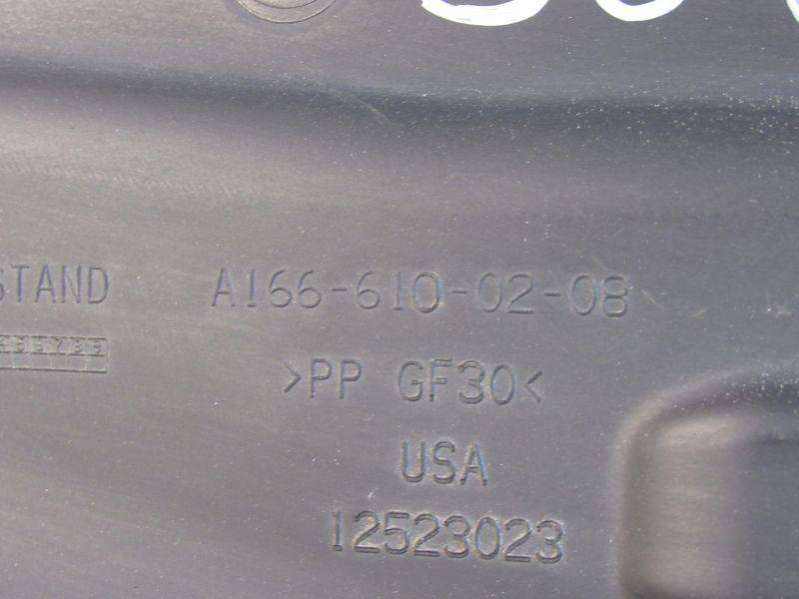 STAND A166-610-02-08
>PP GF30<
USA
12523023